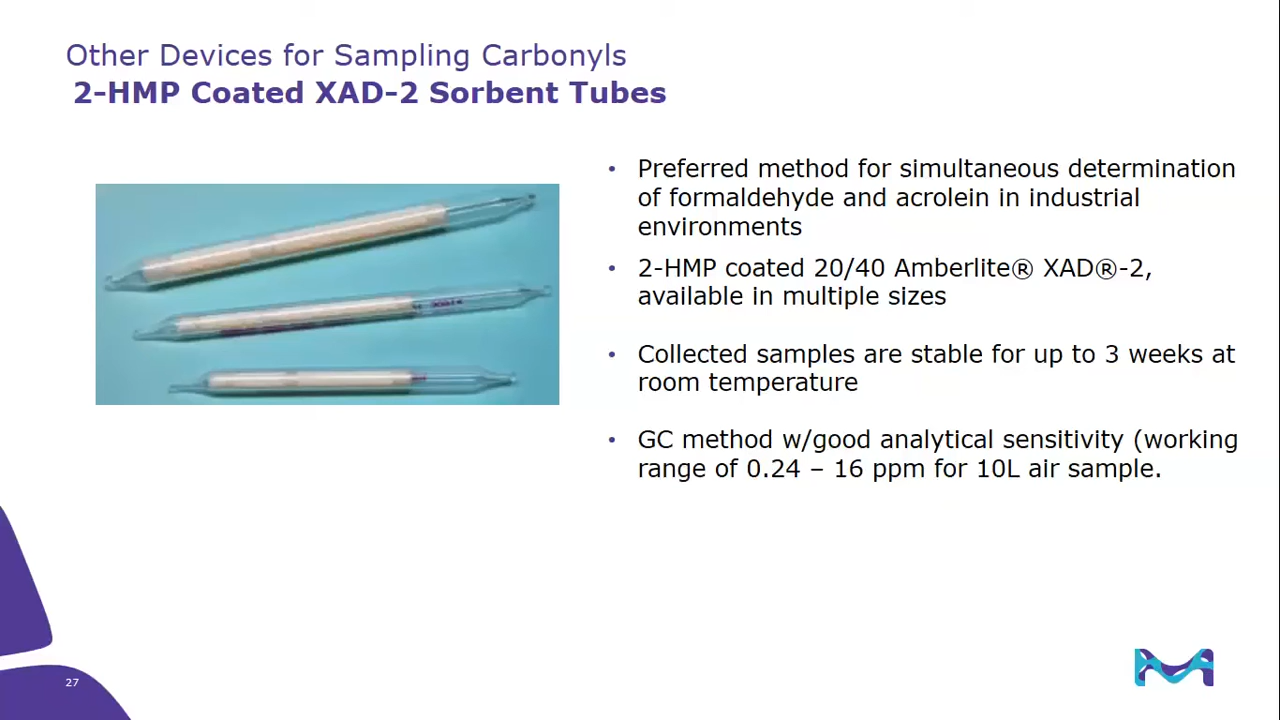 Other Devices for Sampling Carbonyls
2-HMP Coated XAD-2 Sorbent Tubes
• Preferred method for simultaneous determination
of formaldehyde and acrolein in industrial
environments
• 2-HMP coated 20/40 Amberlite® XAD®-2,
available in multiple sizes
• Collected samples are stable for up to 3 weeks at
room temperature
• GC method w/good analytical sensitivity (working
range of 0.24 – 16 ppm for 10L air sample.
27